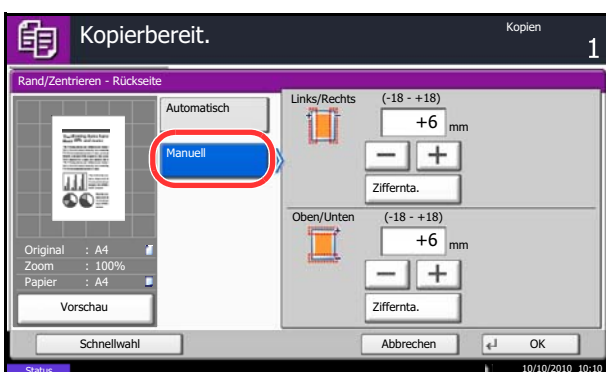 Kopierbereit.
Kopien
1
Rand/Zentrieren - Rückseite
Automatisch
Manuell
Links/Rechts (-18 - +18)
+6 mm
Ziffernta.
Oben/Unten (-18 - +18)
+6 mm
Ziffernta.
Original : A4
Zoom : 100%
Papier : A4
Vorschau
Schnellwahl
Abbrechen
OK
Status
10/10/2010 10:10